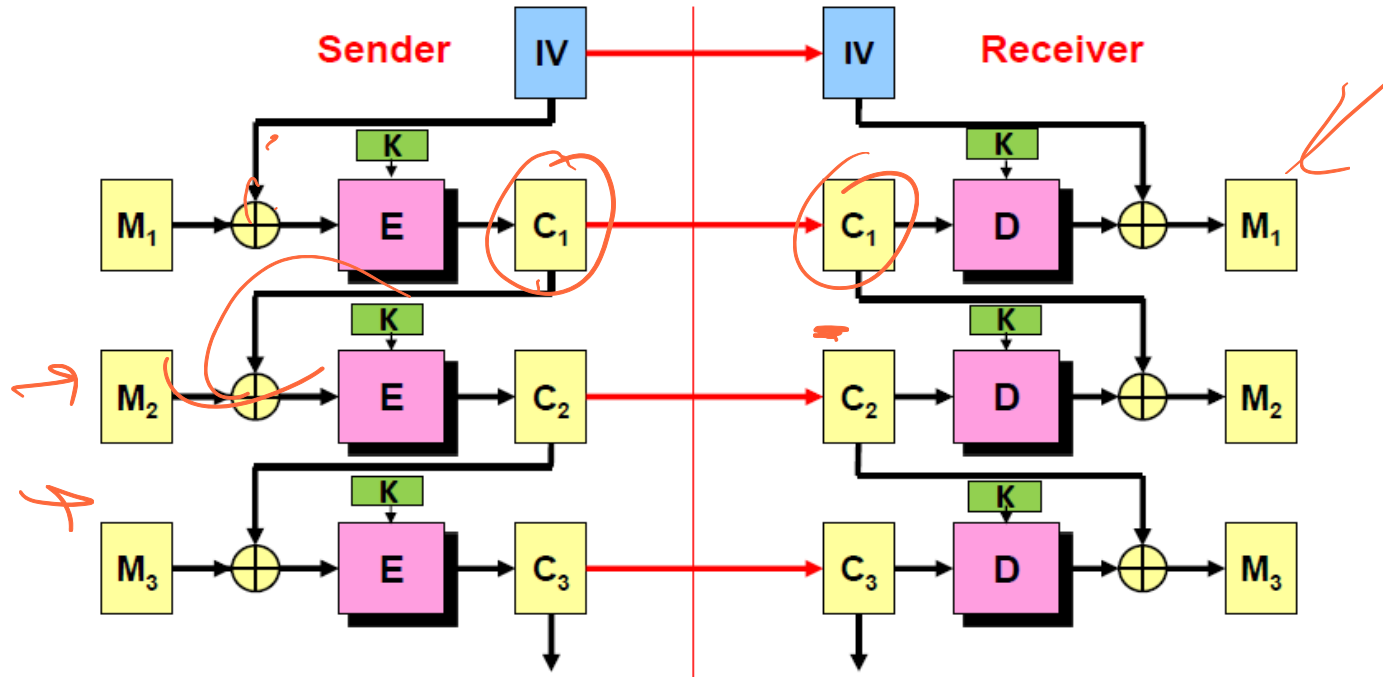 Sender IV IV Receiver
K K
M₁ E C₁ C₁ D M₁
K K
M₂ E C₂ C₂ D M₂
K K
M₃ E C₃ C₃ D M₃